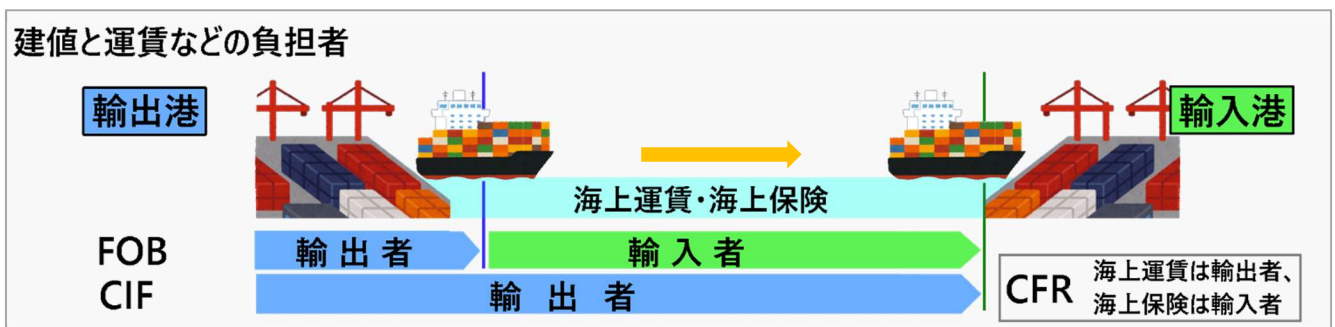 建値と運賃などの負担者
輸出港
輸入港
海上運賃・海上保険
FOB
輸出者
輸入者
CIF
輸出者
CFR
海上運賃は輸出者、
海上保険は輸入者